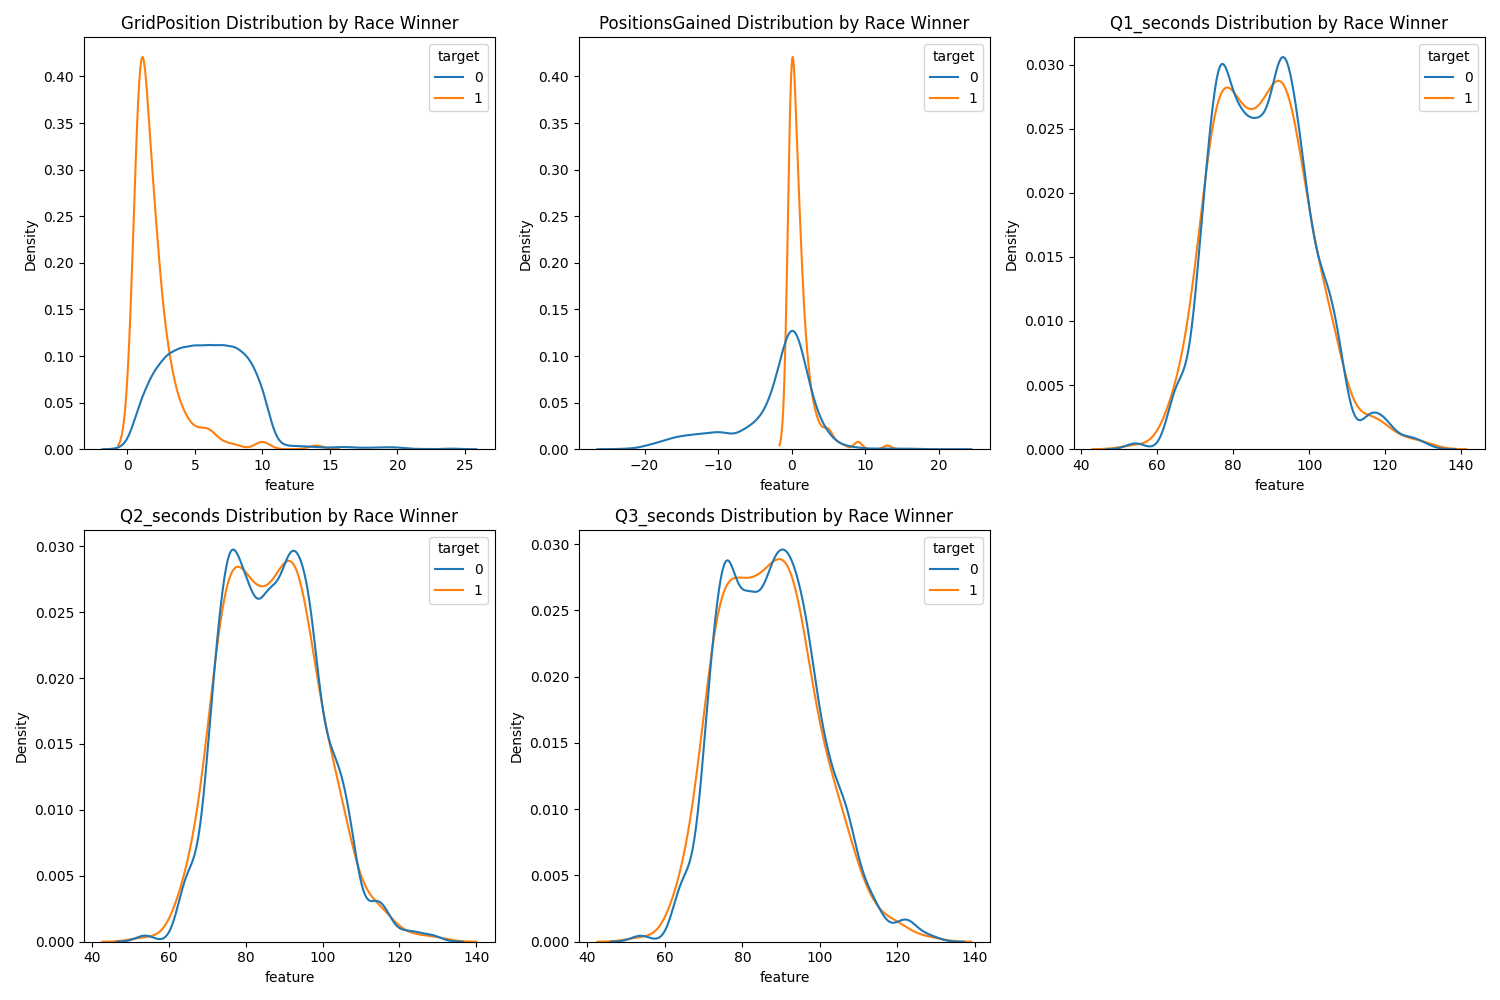 GridPosition Distribution by Race Winner
target
0
1
0.40
0.35
0.30
0.25
0.20
0.15
0.10
0.05
0.00
Density
0 5 10 15 20 25
feature
PositionsGained Distribution by Race Winner
target
0
1
0.40
0.35
0.30
0.25
0.20
0.15
0.10
0.05
0.00
Density
−20 −10 0 10 20
feature
Q1_seconds Distribution by Race Winner
target
0
1
0.030
0.025
0.020
0.015
0.010
0.005
0.000
Density
40 60 80 100 120 140
feature
Q2_seconds Distribution by Race Winner
target
0
1
0.030
0.025
0.020
0.015
0.010
0.005
0.000
Density
40 60 80 100 120 140
feature
Q3_seconds Distribution by Race Winner
target
0
1
0.030
0.025
0.020
0.015
0.010
0.005
0.000
Density
40 60 80 100 120 140
feature